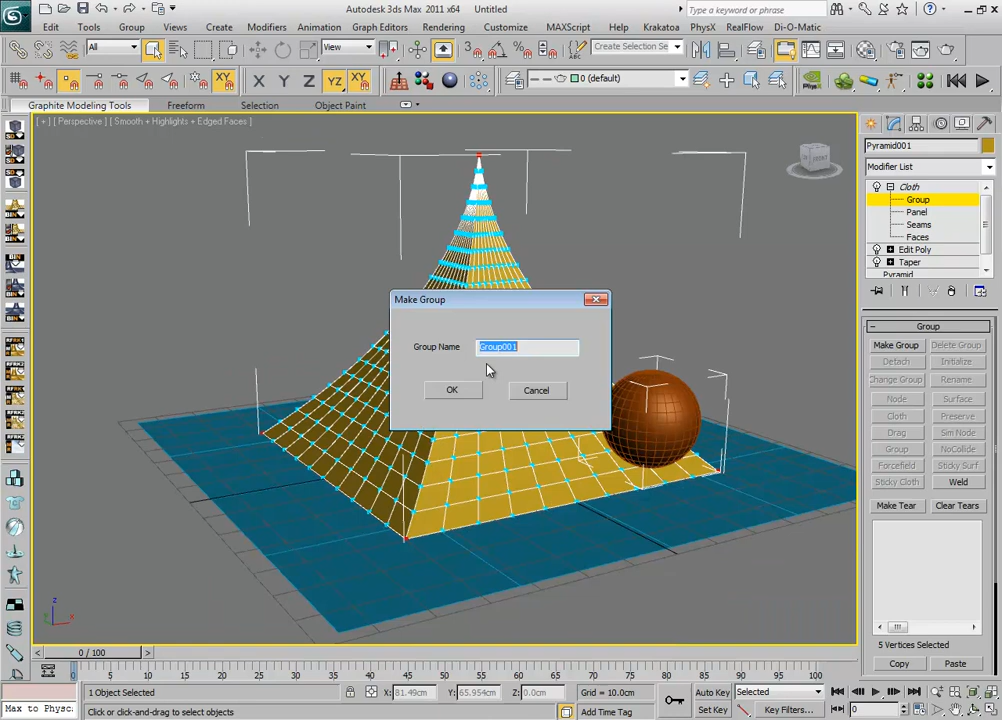 Autodesk 3ds Max 2011 x64 Untitled
Type a keyword or phrase
Edit Tools Group Views Create Modifiers Animation Graph Editors Rendering Customize MAXScript Help Krakatoa PhysX RealFlow Di-O-Matic
All View Create Selection Se
X Y Z YZ XY 0 (default)
Graphite Modeling Tools Freeform Selection Object Paint
[ + ] [ Perspective ] [ Smooth + Highlights + Edged Faces ]
Pyramid001
Modifier List
Cloth
Group
Panel
Seams
Faces
Edit Poly
Taper
Pyramid
Make Group
Group Name Group001
OK Cancel
Group
Make Group Delete Group
Detach Initialize
Change Group Rename
Node Surface
Cloth Preserve
Drag Sim Node
Group NoCollide
Forcefield Sticky Surf
Sticky Cloth Weld
Make Tear Clear Tears
5 Vertices Selected
Copy Paste
0 / 100
0 5 10 15 20 25 30 35 40 45 50 55 60 65 70 75 80 85 90 95 100
1 Object Selected X: 81.49cm Y: 65.954cm Z: 0.0cm Grid = 10.0cm Auto Key Selected
Max to Physc Click or click-and-drag to select objects Add Time Tag Set Key Key Filters... 0